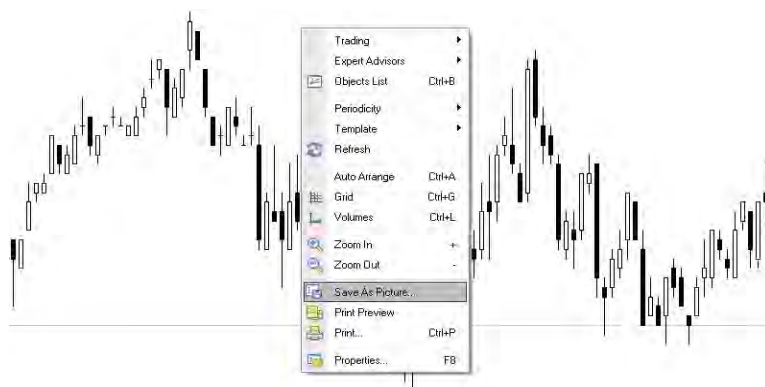 Trading
Expert Advisors
Objects List Ctrl+B
Periodicity
Template
Refresh
Auto Arrange Ctrl+A
Grid Ctrl+G
Volumes Ctrl+L
Zoom In +
Zoom Out -
Save As Picture...
Print Preview
Print... Ctrl+P
Properties... F8